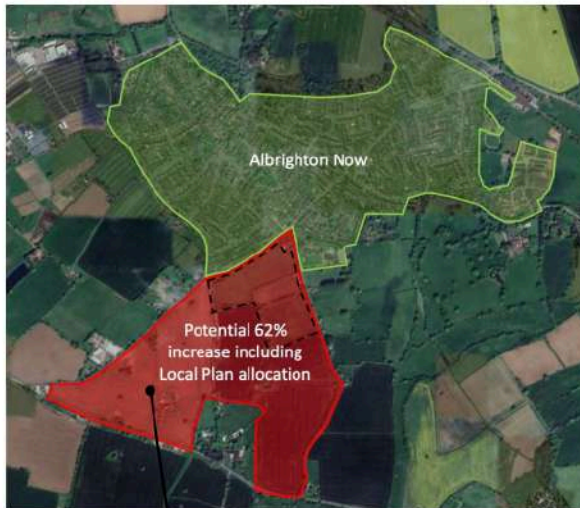 Albrighton Now
Potential 62%
increase including
Local Plan allocation